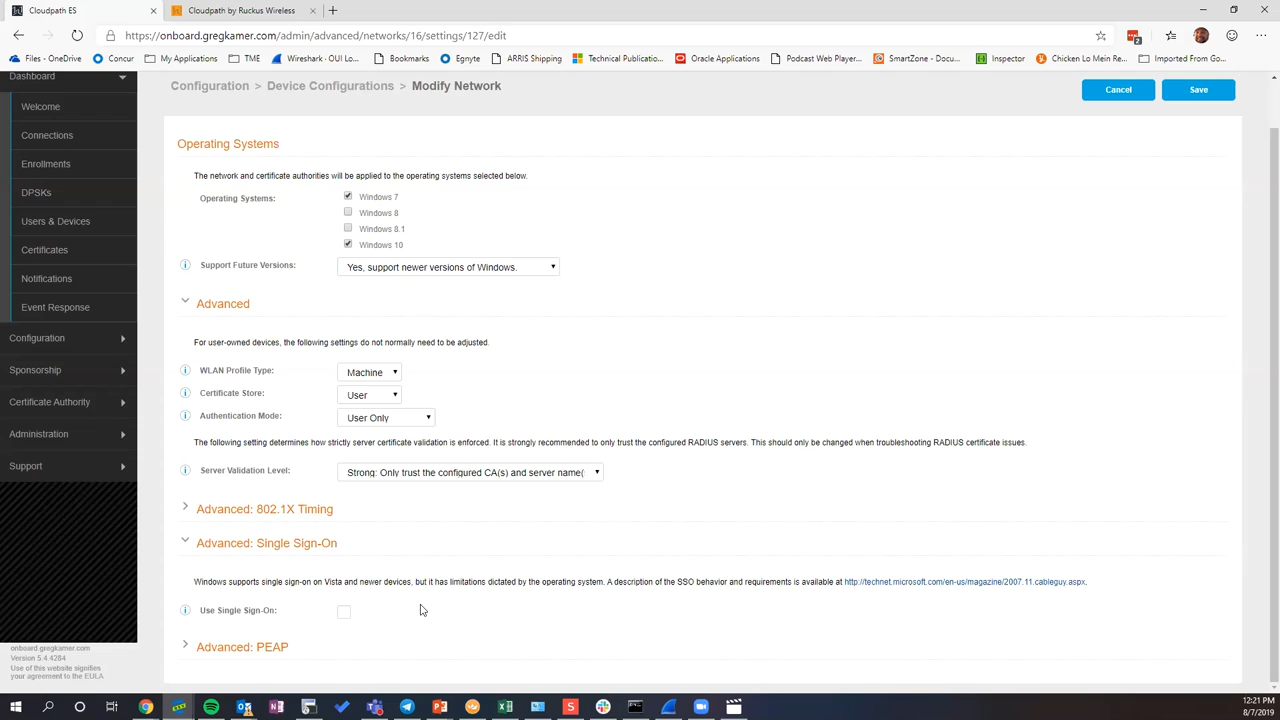 Cloudpath ES
Cloudpath by Ruckus Wireless
https://onboard.gregkamer.com/admin/advanced/networks/16/settings/127/edit
Files - OneDrive
Concur
My Applications
TME
Wireshark · OUI Lo...
Bookmarks
Egnyte
ARRIS Shipping
Technical Publicatio...
Oracle Applications
Podcast Web Player...
SmartZone - Docu...
Inspector
Chicken Lo Mein Re...
Imported From Go...
Dashboard
Welcome
Connections
Enrollments
DPSKs
Users & Devices
Certificates
Notifications
Event Response
Configuration
Sponsorship
Certificate Authority
Administration
Support
onboard.gregkamer.com
Version 5.4.4284
Use of this website signifies
your agreement to the EULA
Configuration > Device Configurations > Modify Network
Cancel
Save
Operating Systems
The network and certificate authorities will be applied to the operating systems selected below.
Operating Systems:
Windows 7
Windows 8
Windows 8.1
Windows 10
Support Future Versions: Yes, support newer versions of Windows.
Advanced
For user-owned devices, the following settings do not normally need to be adjusted.
WLAN Profile Type: Machine
Certificate Store: User
Authentication Mode: User Only
The following setting determines how strictly server certificate validation is enforced. It is strongly recommended to only trust the configured RADIUS servers. This should only be changed when troubleshooting RADIUS certificate issues.
Server Validation Level: Strong: Only trust the configured CA(s) and server name(
Advanced: 802.1X Timing
Advanced: Single Sign-On
Windows supports single sign-on on Vista and newer devices, but it has limitations dictated by the operating system. A description of the SSO behavior and requirements is available at http://technet.microsoft.com/en-us/magazine/2007.11.cableguy.aspx.
Use Single Sign-On:
Advanced: PEAP
12:21 PM
8/7/2019